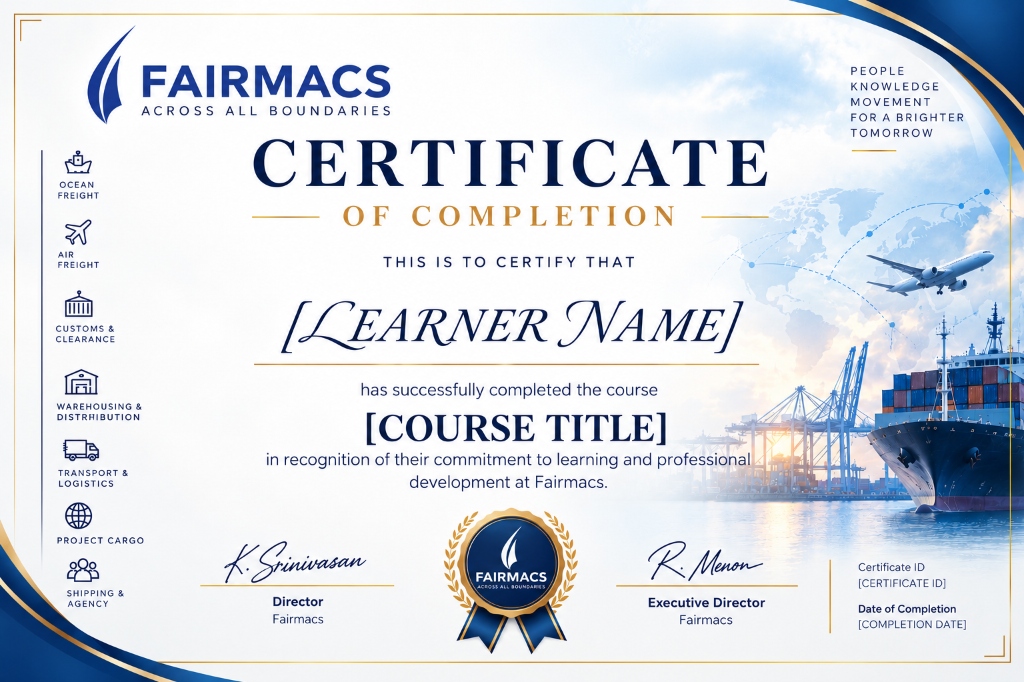 FAIRMACS
ACROSS ALL BOUNDARIES
PEOPLE
KNOWLEDGE
MOVEMENT
FOR A BRIGHTER
TOMORROW
CERTIFICATE
OF COMPLETION
THIS IS TO CERTIFY THAT
[LEARNER NAME]
has successfully completed the course
[COURSE TITLE]
in recognition of their commitment to learning and professional
development at Fairmacs.
OCEAN
FREIGHT
AIR
FREIGHT
CUSTOMS &
CLEARANCE
WAREHOUSING &
DISTRIBUTION
TRANSPORT &
LOGISTICS
PROJECT CARGO
SHIPPING &
AGENCY
K. Srinivasan
Director
Fairmacs
FAIRMACS
ACROSS ALL BOUNDARIES
R. Menon
Executive Director
Fairmacs
Certificate ID
[CERTIFICATE ID]
Date of Completion
[COMPLETION DATE]